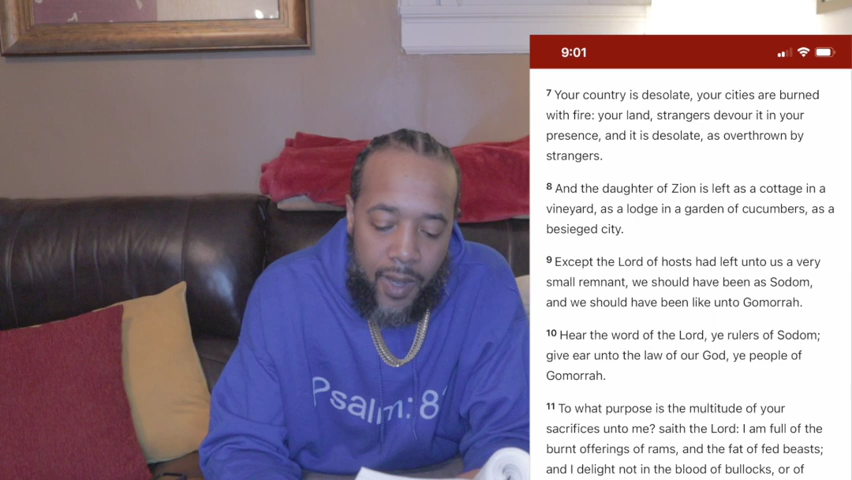 9:01
7 Your country is desolate, your cities are burned
with fire: your land, strangers devour it in your
presence, and it is desolate, as overthrown by
strangers.
8 And the daughter of Zion is left as a cottage in a
vineyard, as a lodge in a garden of cucumbers, as a
besieged city.
9 Except the Lord of hosts had left unto us a very
small remnant, we should have been as Sodom,
and we should have been like unto Gomorrah.
10 Hear the word of the Lord, ye rulers of Sodom;
give ear unto the law of our God, ye people of
Gomorrah.
11 To what purpose is the multitude of your
sacrifices unto me? saith the Lord: I am full of the
burnt offerings of rams, and the fat of fed beasts;
and I delight not in the blood of bullocks, or of
Psalm: 8